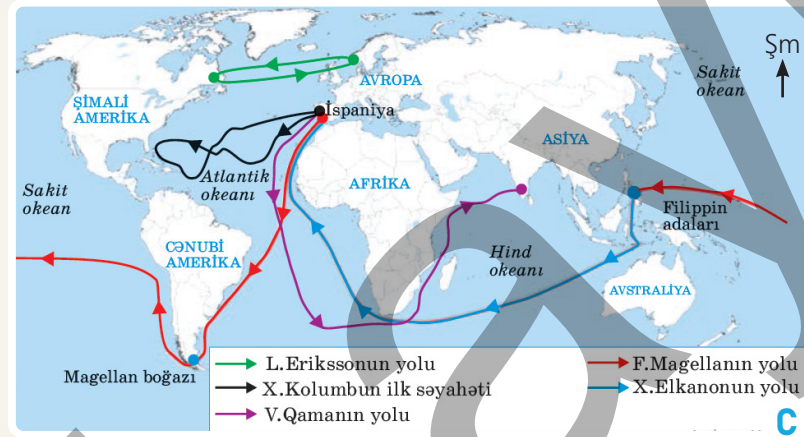 Şm
Sakit
okean
AVROPA
ŞİMALİ
AMERİKA
İspaniya
ASİYA
Atlantik
okeanı
AFRİKA
Sakit
okean
Filippin
adaları
CƏNUBİ
AMERİKA
Hind
okeanı
AVSTRALİYA
Magellan boğazı
L.Erikssonun yolu
X.Kolumbun ilk səyahəti
V.Qamanın yolu
F.Magellanın yolu
X.Elkanonun yolu
C